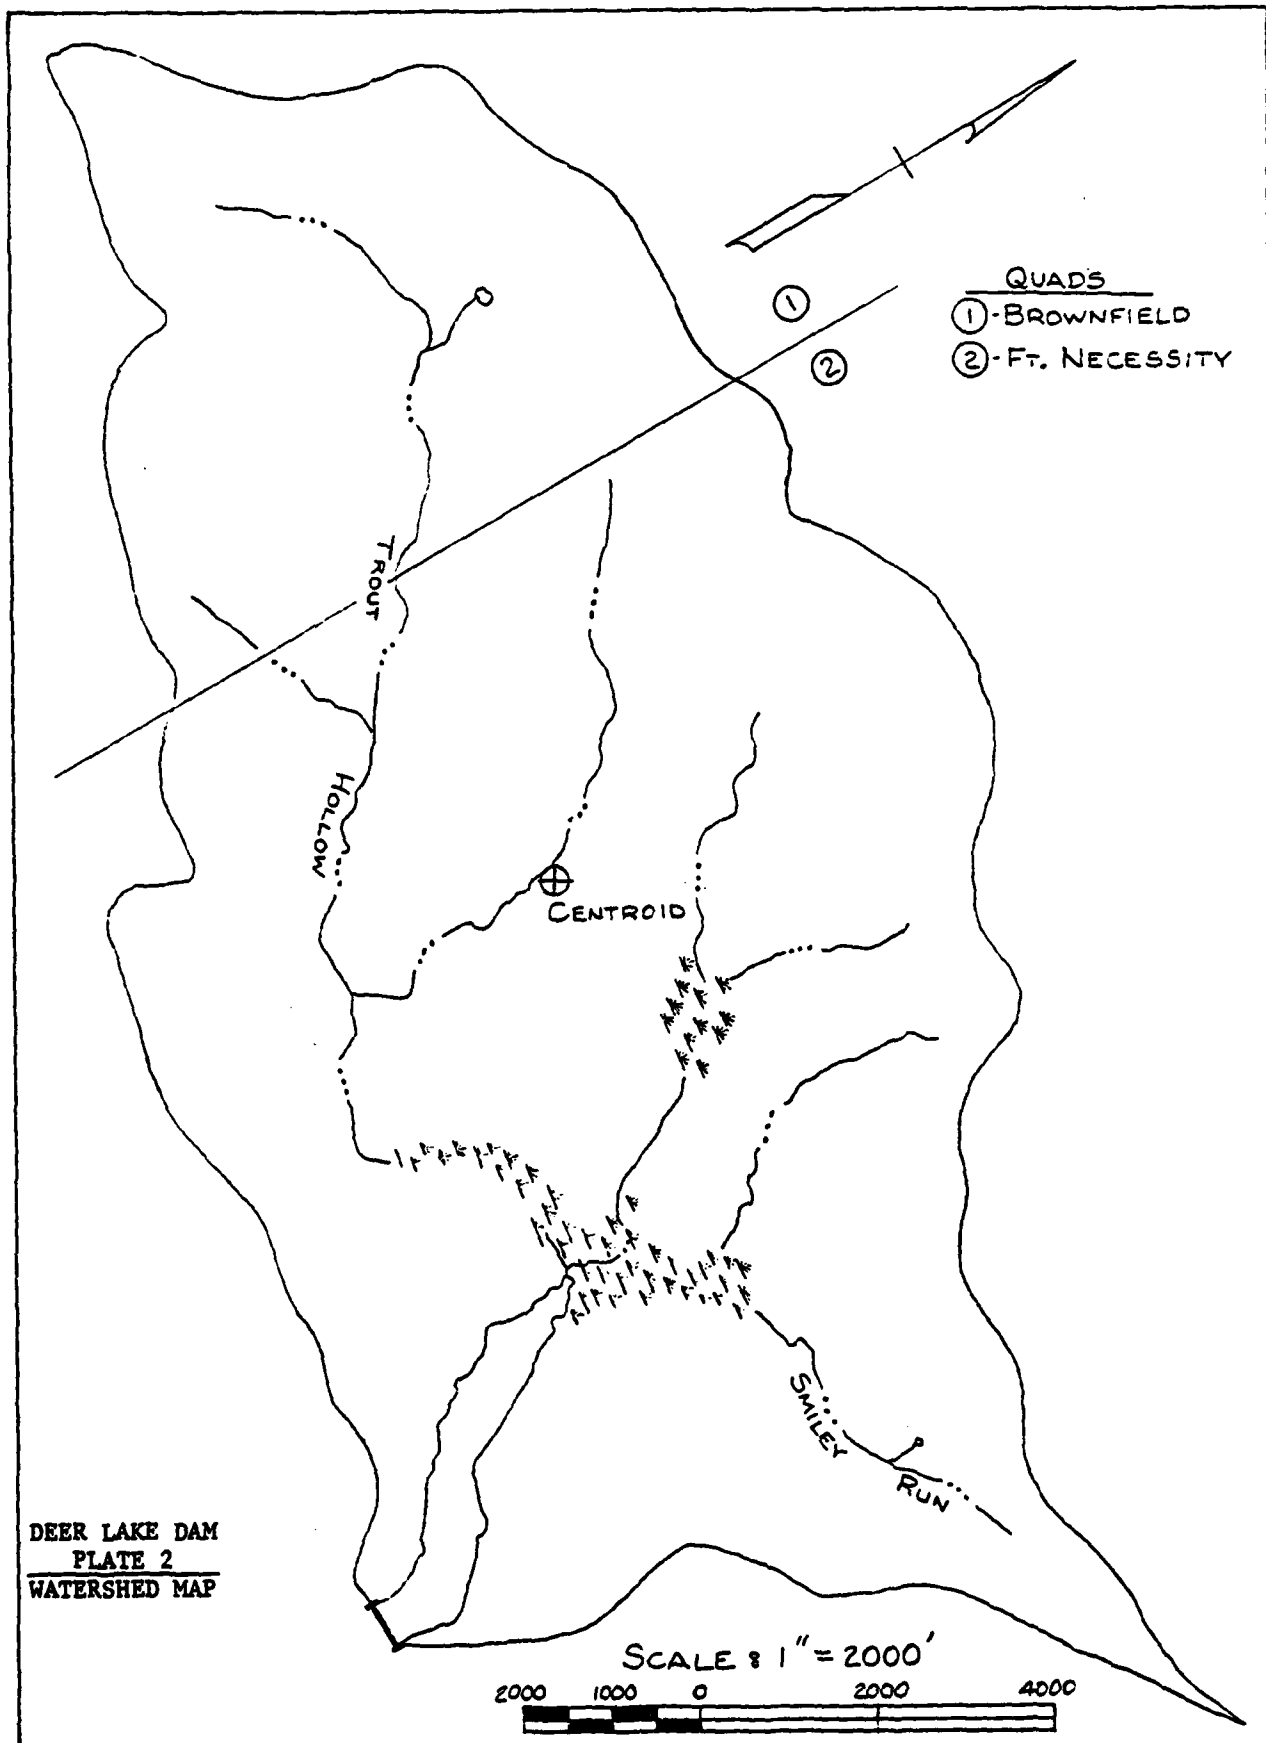 QUADS
1-BROWNFIELD
2-FT. NECESSITY
1
2
TROUT
HOLLOW
CENTROID
SMILEY
RUN
DEER LAKE DAM
PLATE 2
WATERSHED MAP
SCALE : 1" = 2000'
2000 1000 0 2000 4000